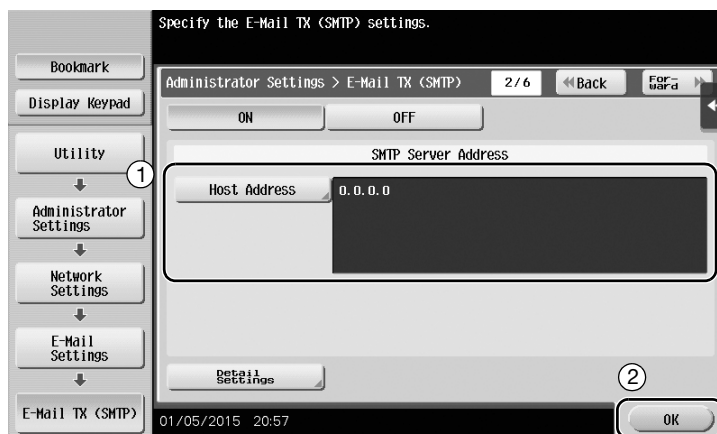 Specify the E-Mail TX (SMTP) settings.
Bookmark
Display Keypad
Administrator Settings > E-Mail TX (SMTP)
2/6
Back
For-
ward
ON
OFF
Utility
SMTP Server Address
1
Host Address
0.0.0.0
Administrator
Settings
Network
Settings
E-Mail
Settings
Detail
Settings
2
E-Mail TX (SMTP)
01/05/2015 20:57
OK